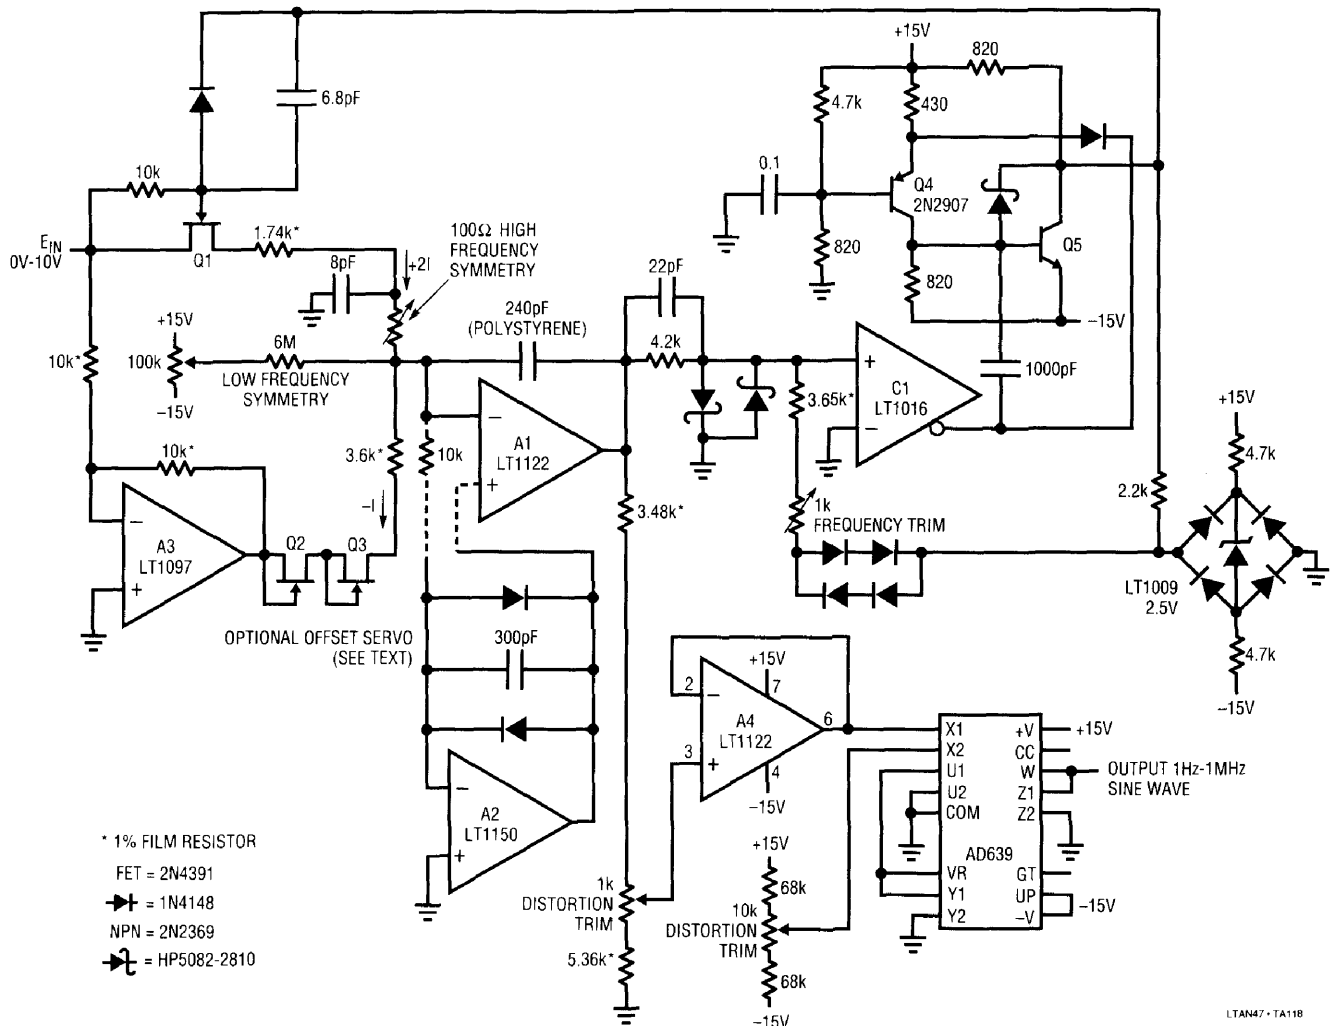 +15V
820
4.7k
430
6.8pF
10k
0.1
Q4
2N2907
Q5
EIN
0V-10V
Q1
1.74k*
8pF
+2I
100Ω HIGH
FREQUENCY
SYMMETRY
820
820
–15V
22pF
240pF
(POLYSTYRENE)
+15V
100k
–15V
6M
LOW FREQUENCY
SYMMETRY
10k*
4.2k
+
–
C1
LT1016
1000pF
3.65k*
+15V
4.7k
–
+
A1
LT1122
10k
3.6k*
–I
10k*
3.48k*
1k
FREQUENCY TRIM
2.2k
–
+
A3
LT1097
Q2
Q3
LT1009
2.5V
4.7k
–15V
OPTIONAL OFFSET SERVO
(SEE TEXT)
300pF
–
+
A2
LT1150
+15V
2
7
–
A4
LT1122
6
3
+
4
–15V
X1
X2
U1
U2
COM
VR
Y1
Y2
AD639
+V
CC
W
Z1
Z2
GT
UP
–V
+15V
OUTPUT 1Hz-1MHz
SINE WAVE
–15V
1k
DISTORTION
TRIM
5.36k*
+15V
68k
10k
DISTORTION
TRIM
68k
–15V
* 1% FILM RESISTOR
FET = 2N4391
= 1N4148
NPN = 2N2369
= HP5082-2810
LTAN47 • TA118